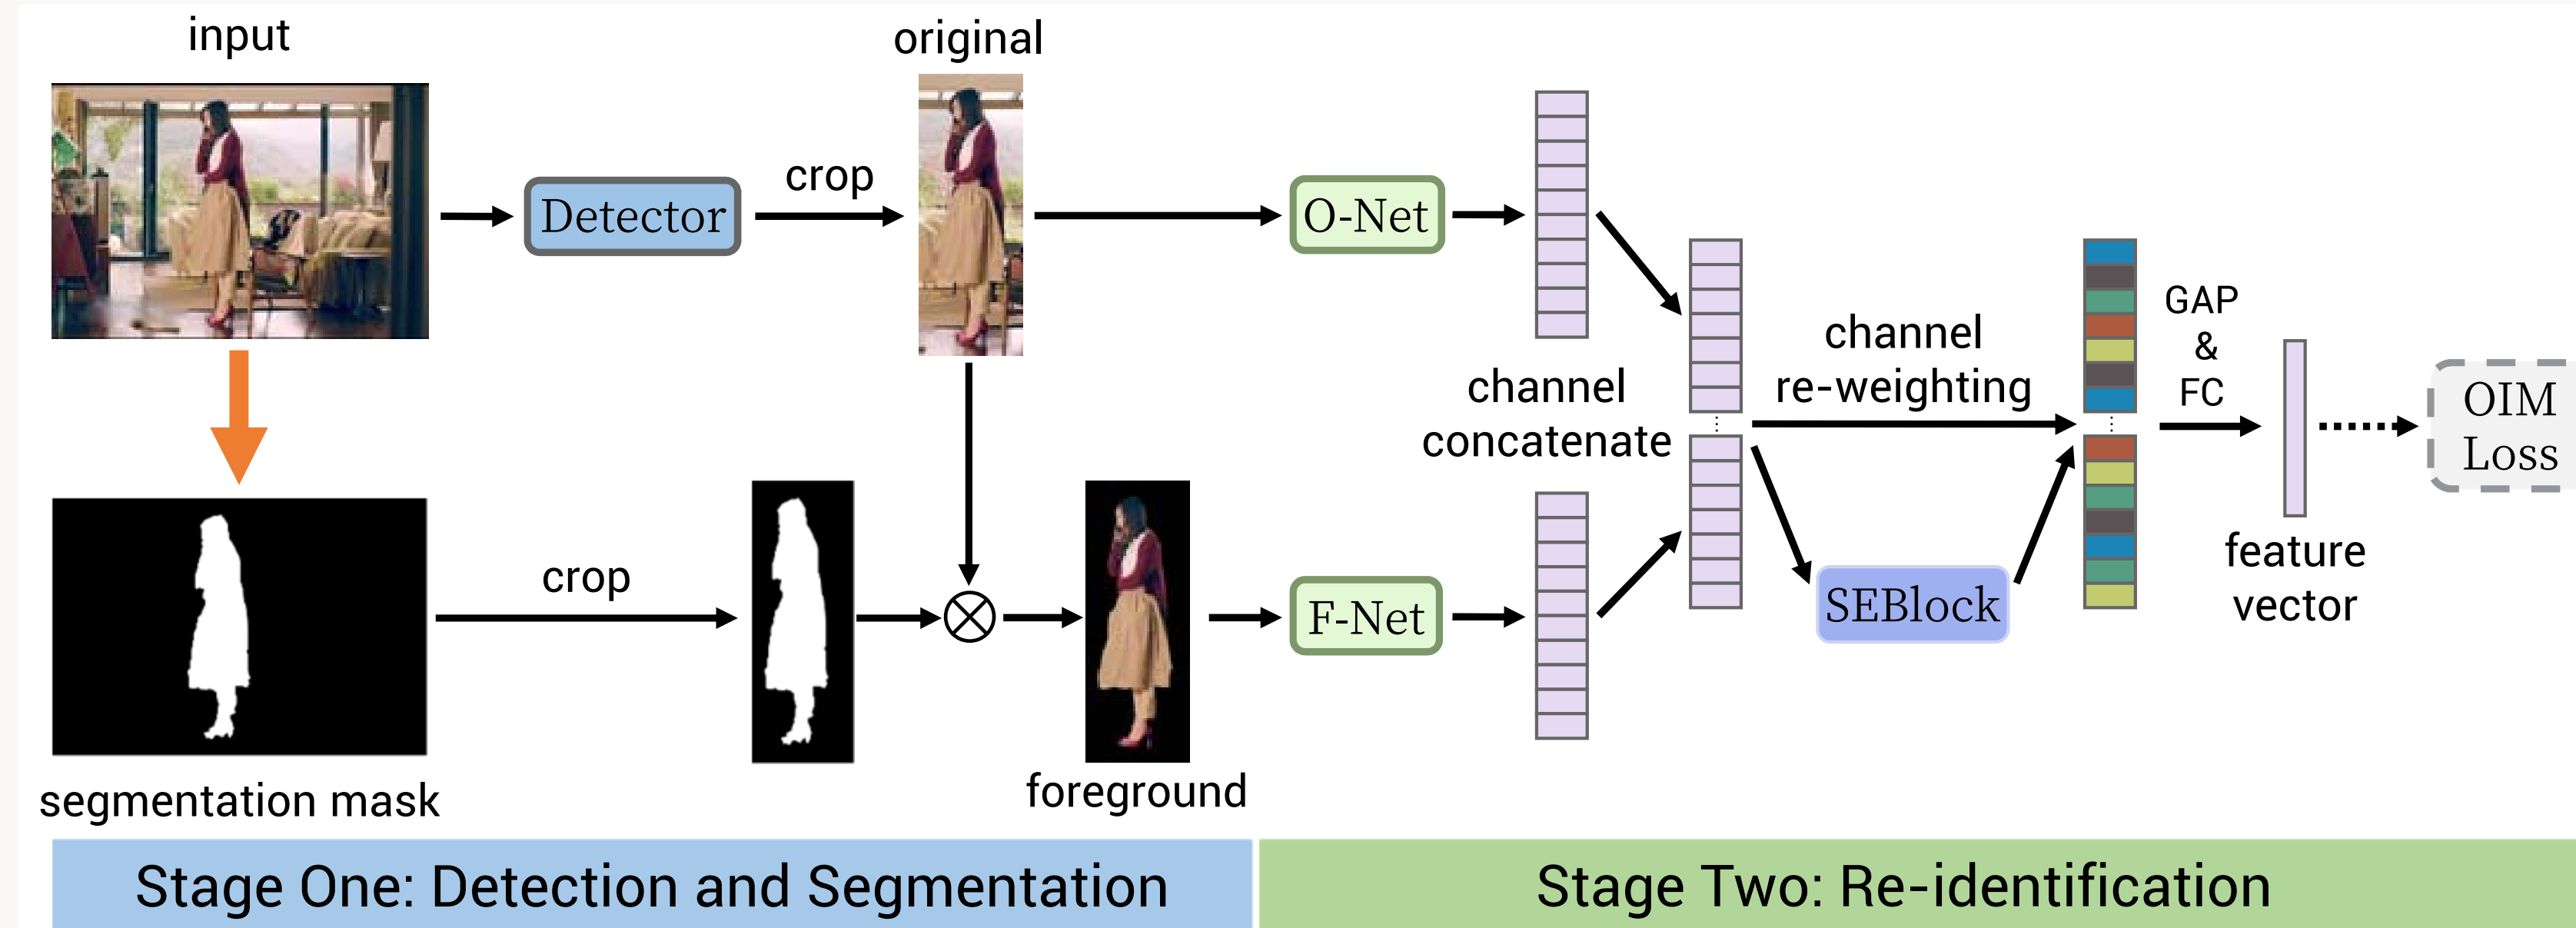 input
original
Detector
crop
O-Net
channel
concatenate
channel
re-weighting
GAP
&
FC
OIM
Loss
crop
F-Net
SEBlock
feature
vector
segmentation mask
foreground
Stage One: Detection and Segmentation
Stage Two: Re-identification